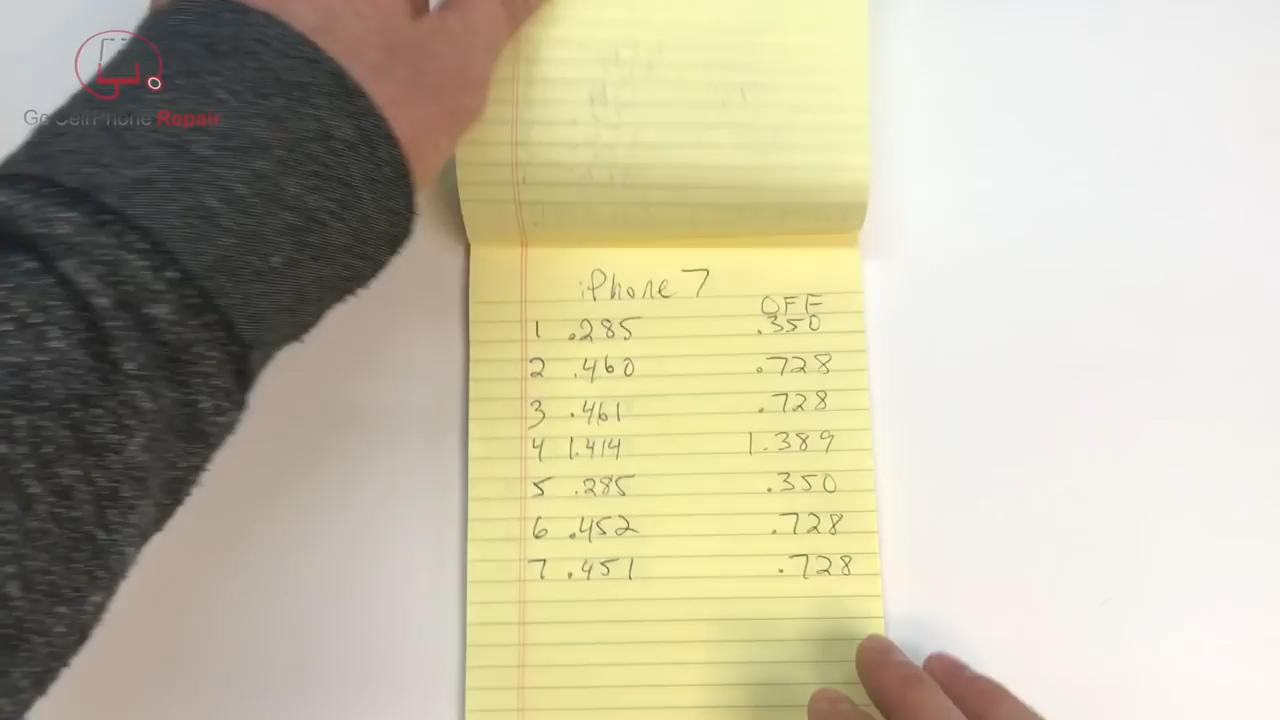 Go Cell Phone Repair
iPhone 7
OFF
1 .285 .350
2 .460 .728
3 .461 .728
4 1.414 1.389
5 .285 .350
6 .452 .728
7 .451 .728